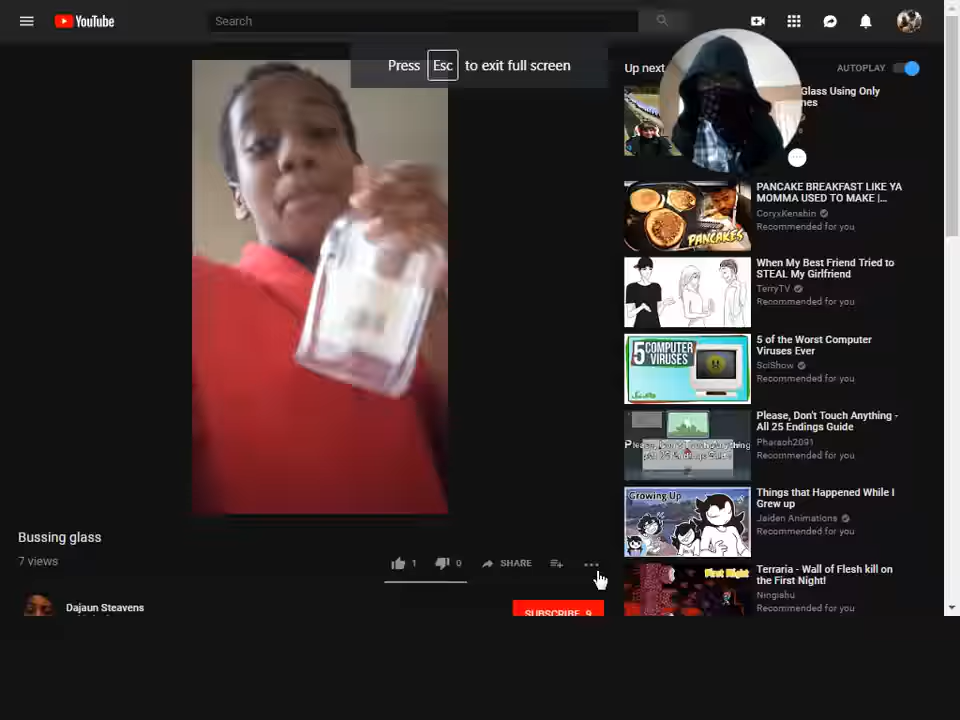 YouTube
Search
Press Esc to exit full screen
Up next
AUTOPLAY
Glass Using Only
PANCAKE BREAKFAST LIKE YA
MOMMA USED TO MAKE |...
CoryxKenshin
Recommended for you
PANCAKES
When My Best Friend Tried to
STEAL My Girlfriend
TerryTV
Recommended for you
5 of the Worst Computer
Viruses Ever
SciShow
Recommended for you
5 COMPUTER
VIRUSES
Please, Don't Touch Anything -
All 25 Endings Guide
Pharaoh2091
Recommended for you
Things that Happened While I
Grew up
Jaiden Animations
Recommended for you
Growing Up
Terraria - Wall of Flesh kill on
the First Night!
Ningishu
Recommended for you
First Night!
Bussing glass
7 views
1
0
SHARE
Dajaun Steavens
SUBSCRIBE 9